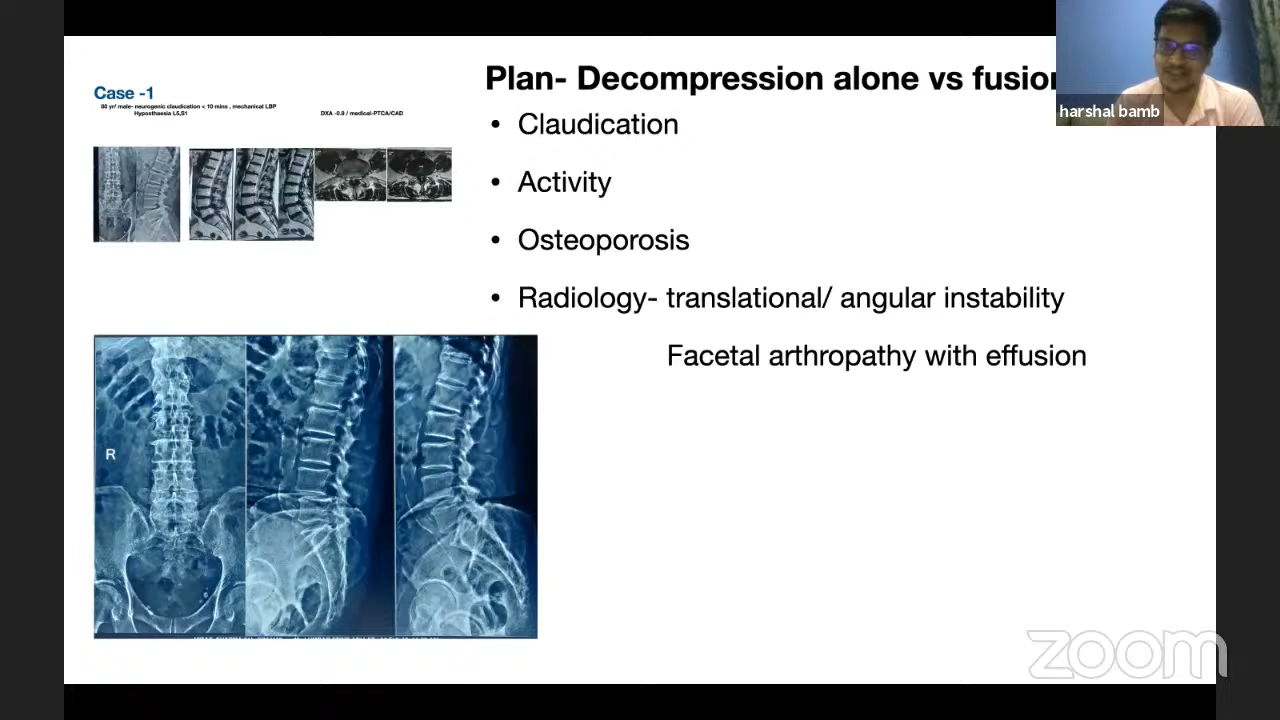 Plan- Decompression alone vs fusion
Case -1
80 yr/ male- neurogenic claudication < 10 mins , mechanical LBP
Hyposthaesia L5,S1
DXA -0.9 / medical-PTCA/CAD
• Claudication
• Activity
• Osteoporosis
• Radiology- translational/ angular instability
Facetal arthropathy with effusion
harshal bamb
R
zoom